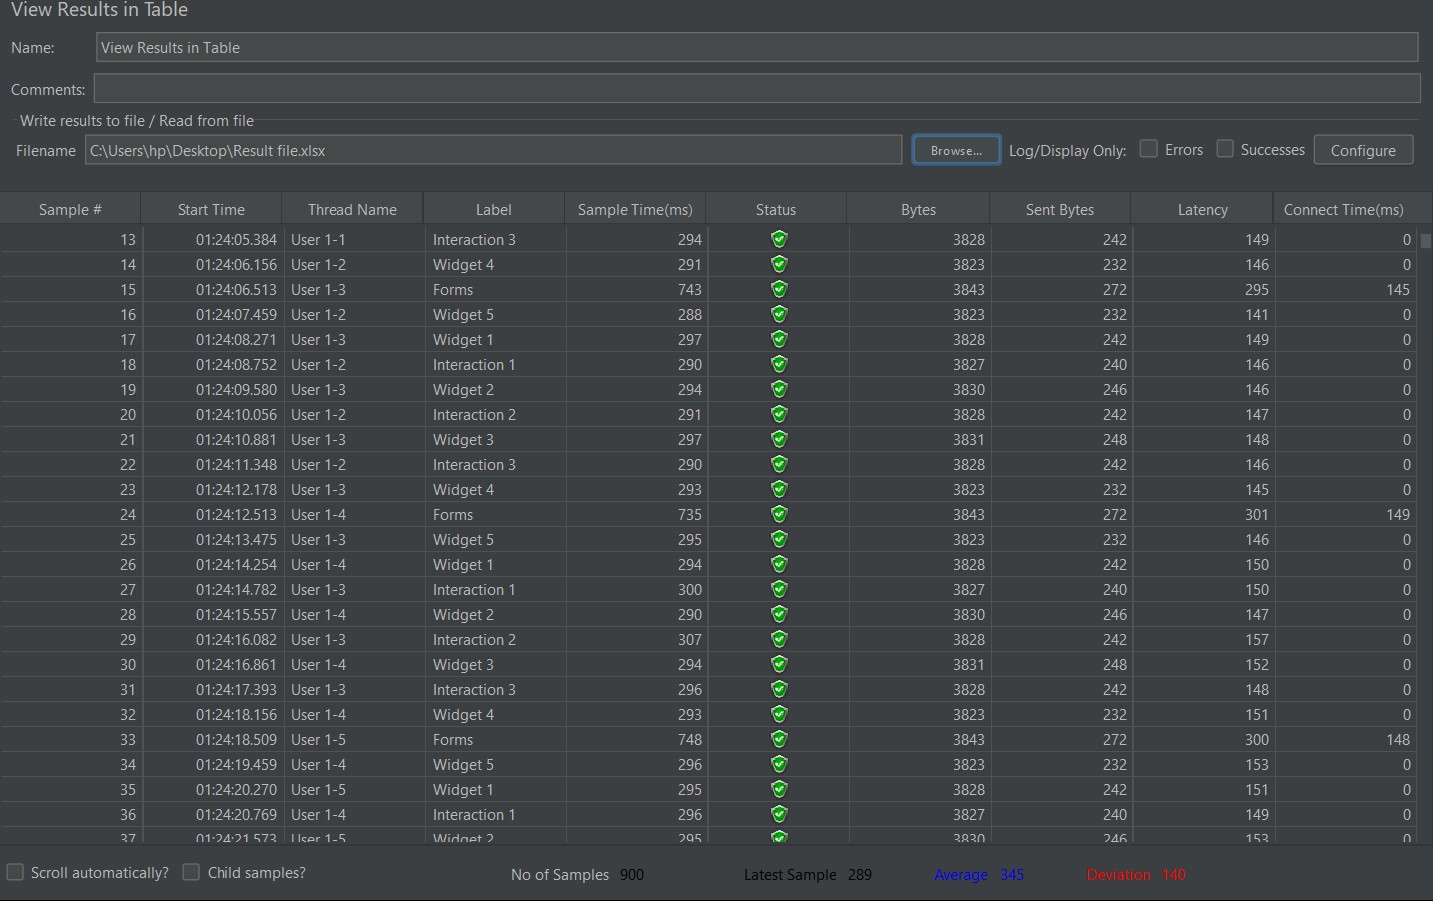 View Results in Table
Name: View Results in Table
Comments:
Write results to file / Read from file
Filename C:\Users\hp\Desktop\Result file.xlsx Browse... Log/Display Only: Errors Successes Configure
Sample # Start Time Thread Name Label Sample Time(ms) Status Bytes Sent Bytes Latency Connect Time(ms)
13 01:24:05.384 User 1-1 Interaction 3 294 3828 242 149 0
14 01:24:06.156 User 1-2 Widget 4 291 3823 232 146 0
15 01:24:06.513 User 1-3 Forms 743 3843 272 295 145
16 01:24:07.459 User 1-2 Widget 5 288 3823 232 141 0
17 01:24:08.271 User 1-3 Widget 1 297 3828 242 149 0
18 01:24:08.752 User 1-2 Interaction 1 290 3827 240 146 0
19 01:24:09.580 User 1-3 Widget 2 294 3830 246 146 0
20 01:24:10.056 User 1-2 Interaction 2 291 3828 242 147 0
21 01:24:10.881 User 1-3 Widget 3 297 3831 248 148 0
22 01:24:11.348 User 1-2 Interaction 3 290 3828 242 146 0
23 01:24:12.178 User 1-3 Widget 4 293 3823 232 145 0
24 01:24:12.513 User 1-4 Forms 735 3843 272 301 149
25 01:24:13.475 User 1-3 Widget 5 295 3823 232 146 0
26 01:24:14.254 User 1-4 Widget 1 294 3828 242 150 0
27 01:24:14.782 User 1-3 Interaction 1 300 3827 240 150 0
28 01:24:15.557 User 1-4 Widget 2 290 3830 246 147 0
29 01:24:16.082 User 1-3 Interaction 2 307 3828 242 157 0
30 01:24:16.861 User 1-4 Widget 3 294 3831 248 152 0
31 01:24:17.393 User 1-3 Interaction 3 296 3828 242 148 0
32 01:24:18.156 User 1-4 Widget 4 293 3823 232 151 0
33 01:24:18.509 User 1-5 Forms 748 3843 272 300 148
34 01:24:19.459 User 1-4 Widget 5 296 3823 232 153 0
35 01:24:20.270 User 1-5 Widget 1 295 3828 242 151 0
36 01:24:20.769 User 1-4 Interaction 1 296 3827 240 149 0
37 01:24:21.573 User 1-5 Widget 2 295 3830 246 153 0
Scroll automatically? Child samples? No of Samples 900 Latest Sample 289 Average 345 Deviation 140